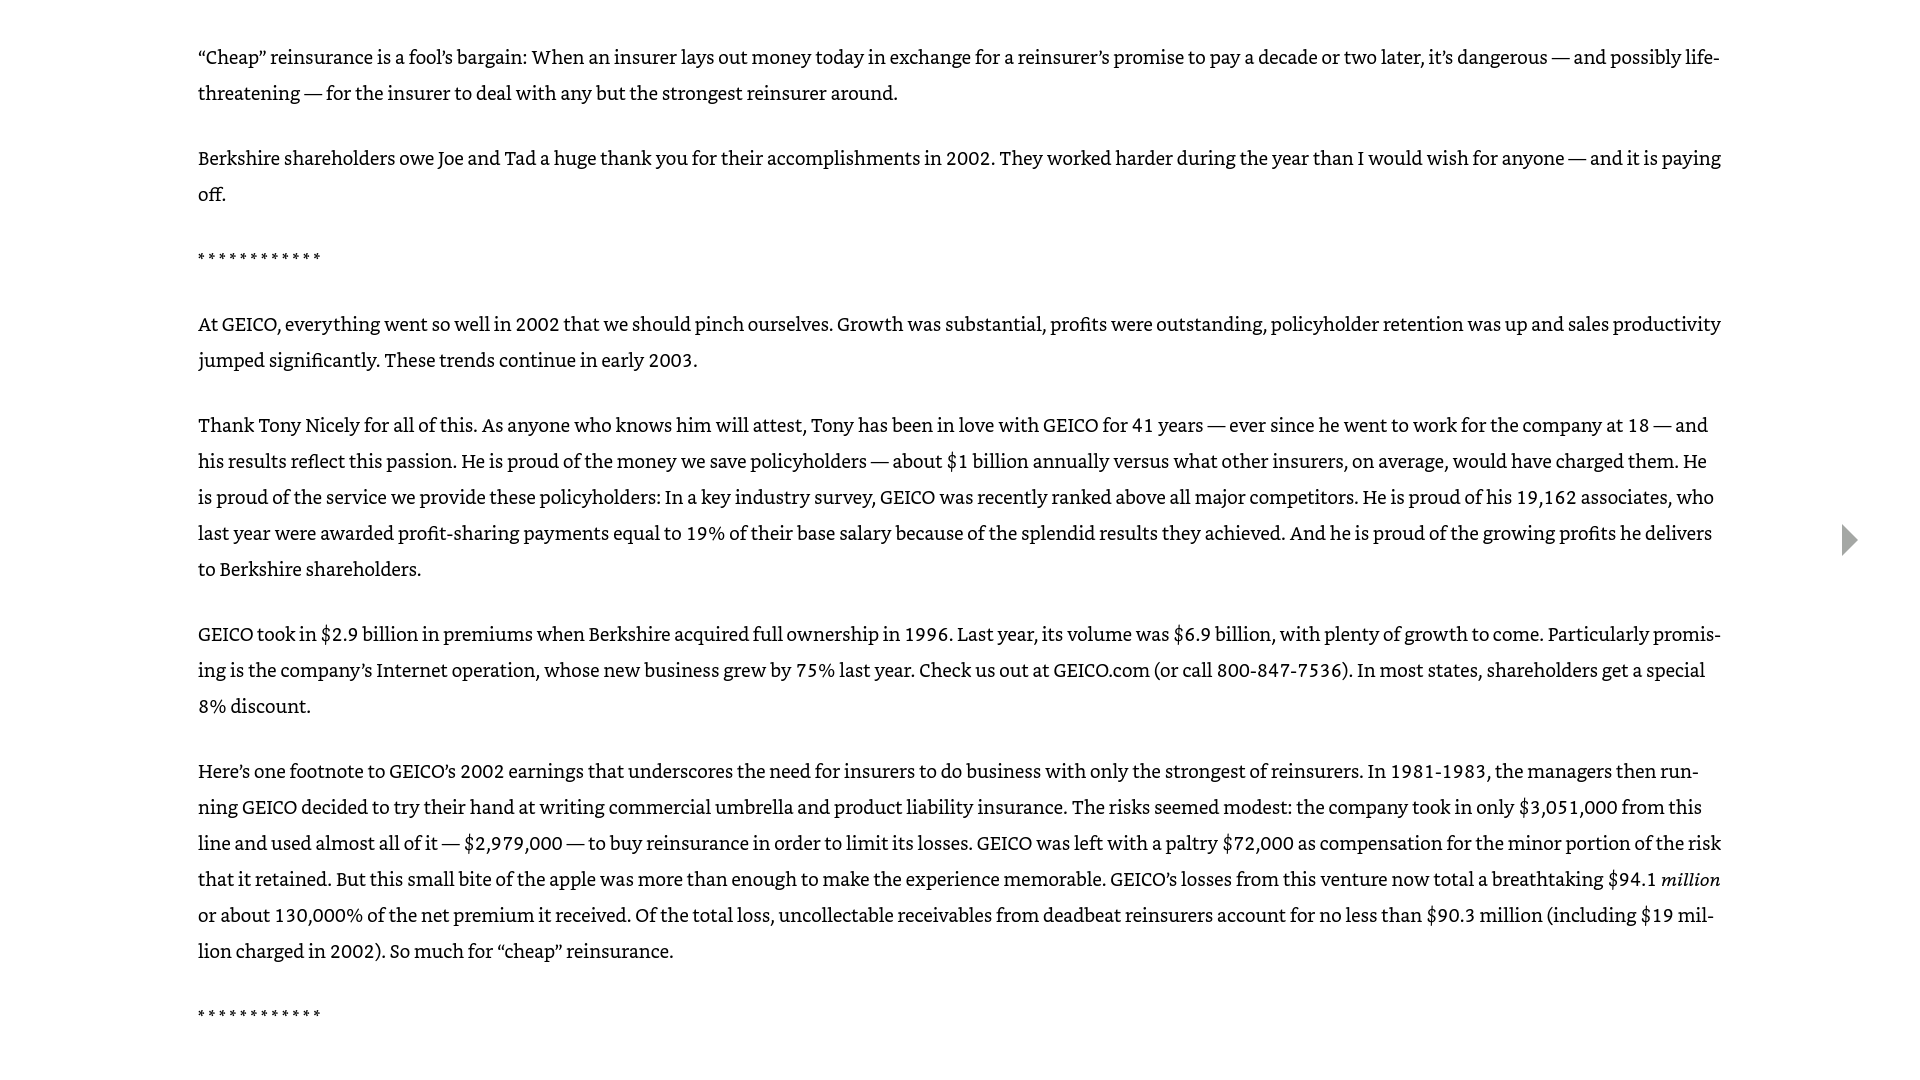 “Cheap” reinsurance is a fool’s bargain: When an insurer lays out money today in exchange for a reinsurer’s promise to pay a decade or two later, it’s dangerous — and possibly life-
threatening — for the insurer to deal with any but the strongest reinsurer around.
Berkshire shareholders owe Joe and Tad a huge thank you for their accomplishments in 2002. They worked harder during the year than I would wish for anyone — and it is paying
off.
* * * * * * * * * * * *
At GEICO, everything went so well in 2002 that we should pinch ourselves. Growth was substantial, profits were outstanding, policyholder retention was up and sales productivity
jumped significantly. These trends continue in early 2003.
Thank Tony Nicely for all of this. As anyone who knows him will attest, Tony has been in love with GEICO for 41 years — ever since he went to work for the company at 18 — and
his results reflect this passion. He is proud of the money we save policyholders — about $1 billion annually versus what other insurers, on average, would have charged them. He
is proud of the service we provide these policyholders: In a key industry survey, GEICO was recently ranked above all major competitors. He is proud of his 19,162 associates, who
last year were awarded profit-sharing payments equal to 19% of their base salary because of the splendid results they achieved. And he is proud of the growing profits he delivers
to Berkshire shareholders.
GEICO took in $2.9 billion in premiums when Berkshire acquired full ownership in 1996. Last year, its volume was $6.9 billion, with plenty of growth to come. Particularly promis-
ing is the company’s Internet operation, whose new business grew by 75% last year. Check us out at GEICO.com (or call 800-847-7536). In most states, shareholders get a special
8% discount.
Here’s one footnote to GEICO’s 2002 earnings that underscores the need for insurers to do business with only the strongest of reinsurers. In 1981-1983, the managers then run-
ning GEICO decided to try their hand at writing commercial umbrella and product liability insurance. The risks seemed modest: the company took in only $3,051,000 from this
line and used almost all of it — $2,979,000 — to buy reinsurance in order to limit its losses. GEICO was left with a paltry $72,000 as compensation for the minor portion of the risk
that it retained. But this small bite of the apple was more than enough to make the experience memorable. GEICO’s losses from this venture now total a breathtaking $94.1 million
or about 130,000% of the net premium it received. Of the total loss, uncollectable receivables from deadbeat reinsurers account for no less than $90.3 million (including $19 mil-
lion charged in 2002). So much for “cheap” reinsurance.
* * * * * * * * * * * *